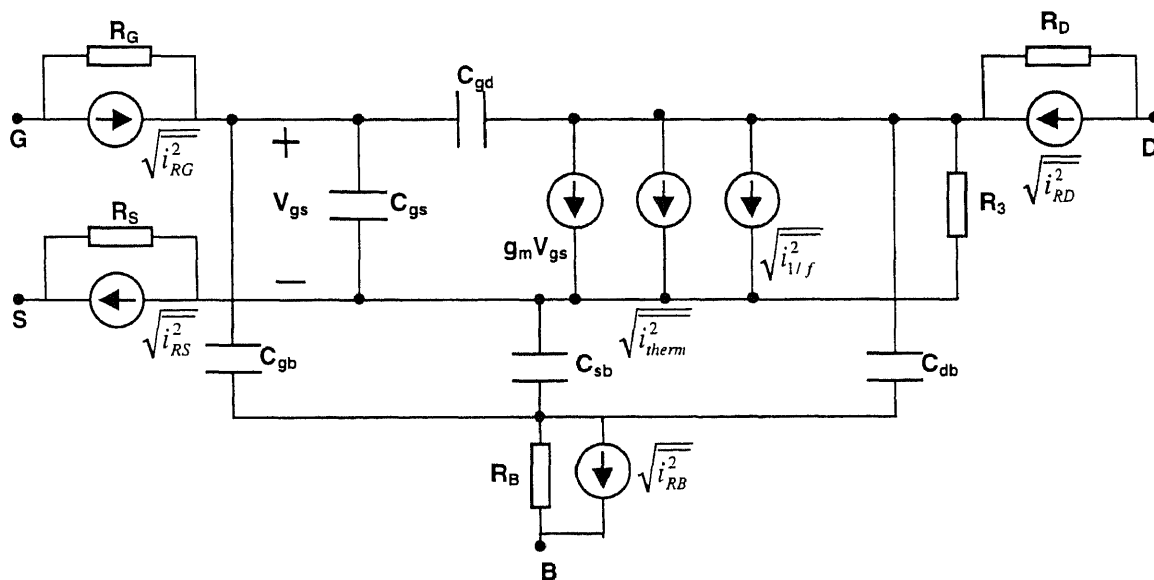 R_G
R_D
C_gd
G
D
√i²_RG
√i²_RD
+
V_gs
C_gs
R_3
R_S
g_mV_gs
√i²_1/f
−
S
√i²_RS
√i²_therm
C_gb
C_sb
C_db
R_B
√i²_RB
B